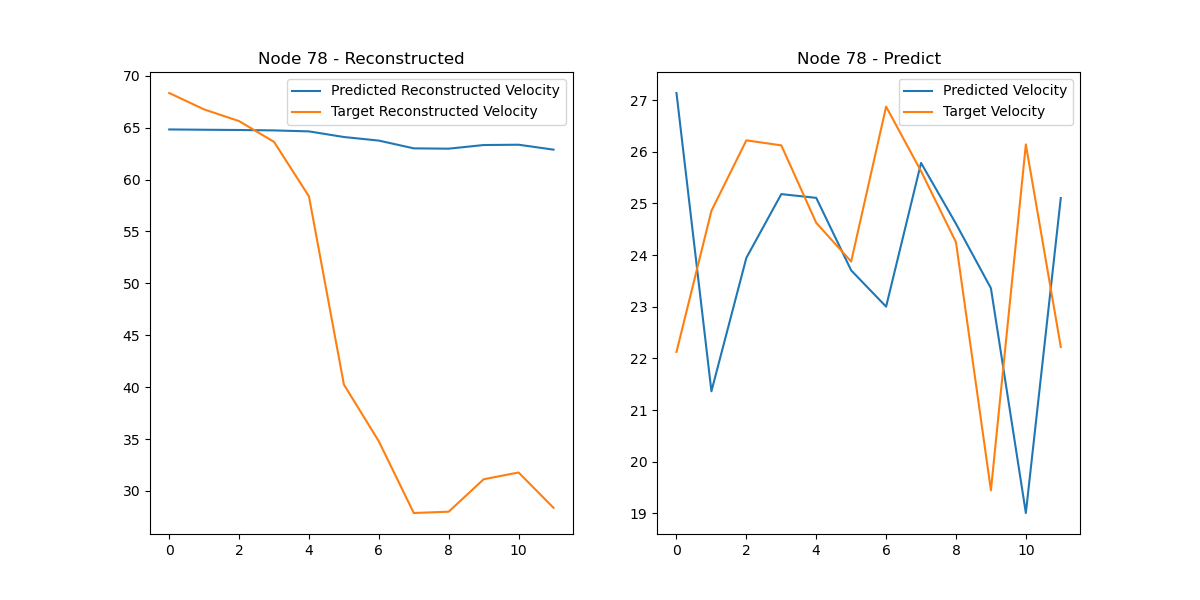 Node 78 - Reconstructed
70
65
60
55
50
45
40
35
30
0 2 4 6 8 10
Predicted Reconstructed Velocity
Target Reconstructed Velocity
Node 78 - Predict
27
26
25
24
23
22
21
20
19
0 2 4 6 8 10
Predicted Velocity
Target Velocity